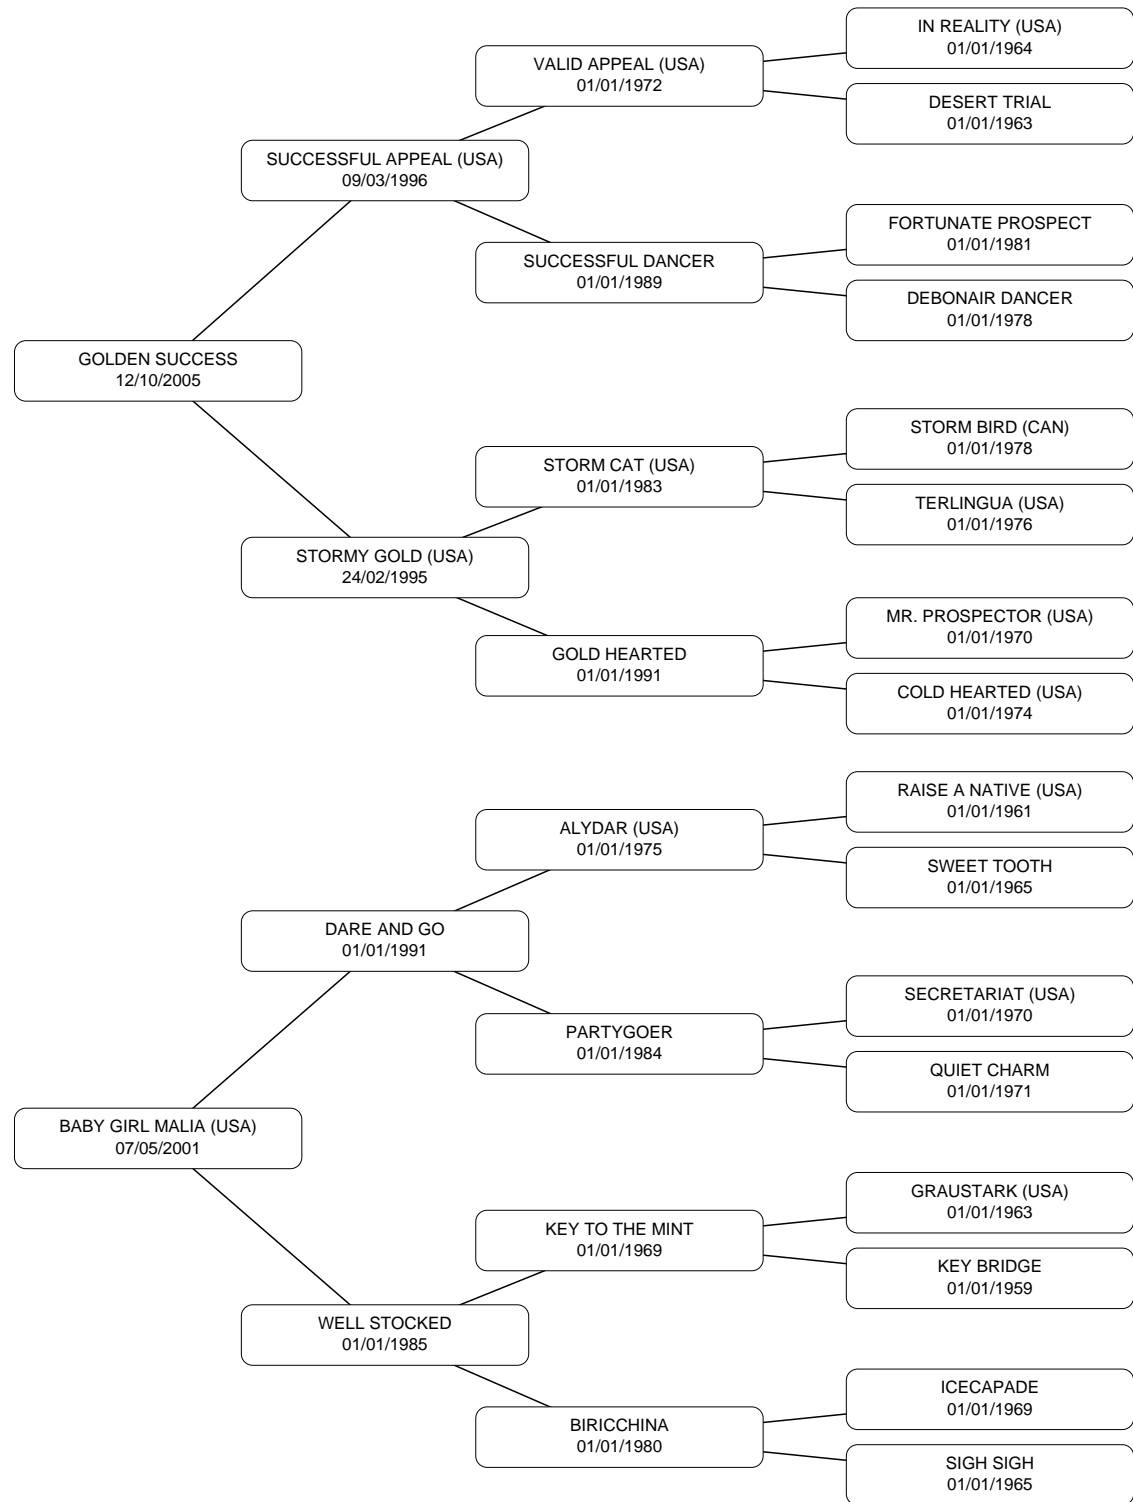 IN REALITY (USA)
01/01/1964
VALID APPEAL (USA)
01/01/1972
DESERT TRIAL
01/01/1963
SUCCESSFUL APPEAL (USA)
09/03/1996
FORTUNATE PROSPECT
01/01/1981
SUCCESSFUL DANCER
01/01/1989
DEBONAIR DANCER
01/01/1978
GOLDEN SUCCESS
12/10/2005
STORM BIRD (CAN)
01/01/1978
STORM CAT (USA)
01/01/1983
TERLINGUA (USA)
01/01/1976
STORMY GOLD (USA)
24/02/1995
MR. PROSPECTOR (USA)
01/01/1970
GOLD HEARTED
01/01/1991
COLD HEARTED (USA)
01/01/1974
RAISE A NATIVE (USA)
01/01/1961
ALYDAR (USA)
01/01/1975
SWEET TOOTH
01/01/1965
DARE AND GO
01/01/1991
SECRETARIAT (USA)
01/01/1970
PARTYGOER
01/01/1984
QUIET CHARM
01/01/1971
BABY GIRL MALIA (USA)
07/05/2001
GRAUSTARK (USA)
01/01/1963
KEY TO THE MINT
01/01/1969
KEY BRIDGE
01/01/1959
WELL STOCKED
01/01/1985
ICECAPADE
01/01/1969
BIRICCHINA
01/01/1980
SIGH SIGH
01/01/1965